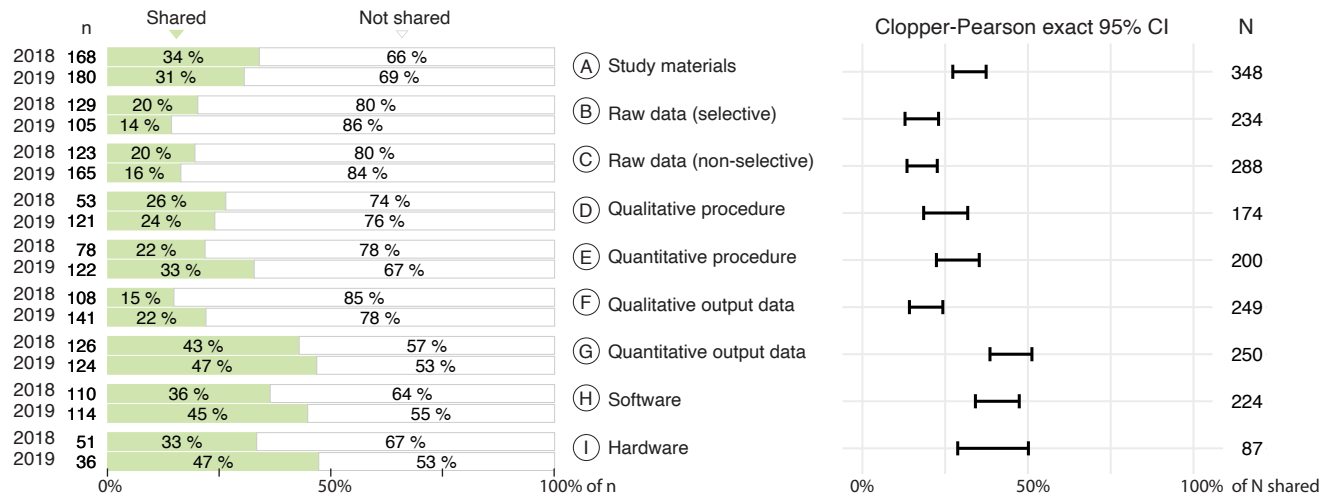 n Shared Not shared Clopper-Pearson exact 95% CI N
2018 168 34 % 66 %
2019 180 31 % 69 %
A Study materials 348
2018 129 20 % 80 %
2019 105 14 % 86 %
B Raw data (selective) 234
2018 123 20 % 80 %
2019 165 16 % 84 %
C Raw data (non-selective) 288
2018 53 26 % 74 %
2019 121 24 % 76 %
D Qualitative procedure 174
2018 78 22 % 78 %
2019 122 33 % 67 %
E Quantitative procedure 200
2018 108 15 % 85 %
2019 141 22 % 78 %
F Qualitative output data 249
2018 126 43 % 57 %
2019 124 47 % 53 %
G Quantitative output data 250
2018 110 36 % 64 %
2019 114 45 % 55 %
H Software 224
2018 51 33 % 67 %
2019 36 47 % 53 %
I Hardware 87
0% 50% 100% of n 0% 50% 100% of N shared